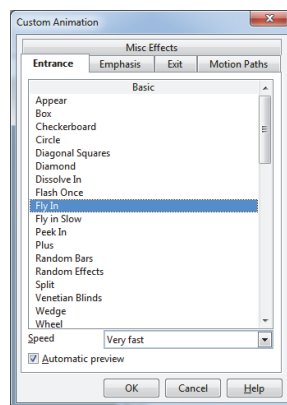 Custom Animation
Misc Effects
Entrance Emphasis Exit Motion Paths
Basic
Appear
Box
Checkerboard
Circle
Diagonal Squares
Diamond
Dissolve In
Flash Once
Fly In
Fly in Slow
Peek In
Plus
Random Bars
Random Effects
Split
Venetian Blinds
Wedge
Wheel
Speed Very fast
Automatic preview
OK Cancel Help